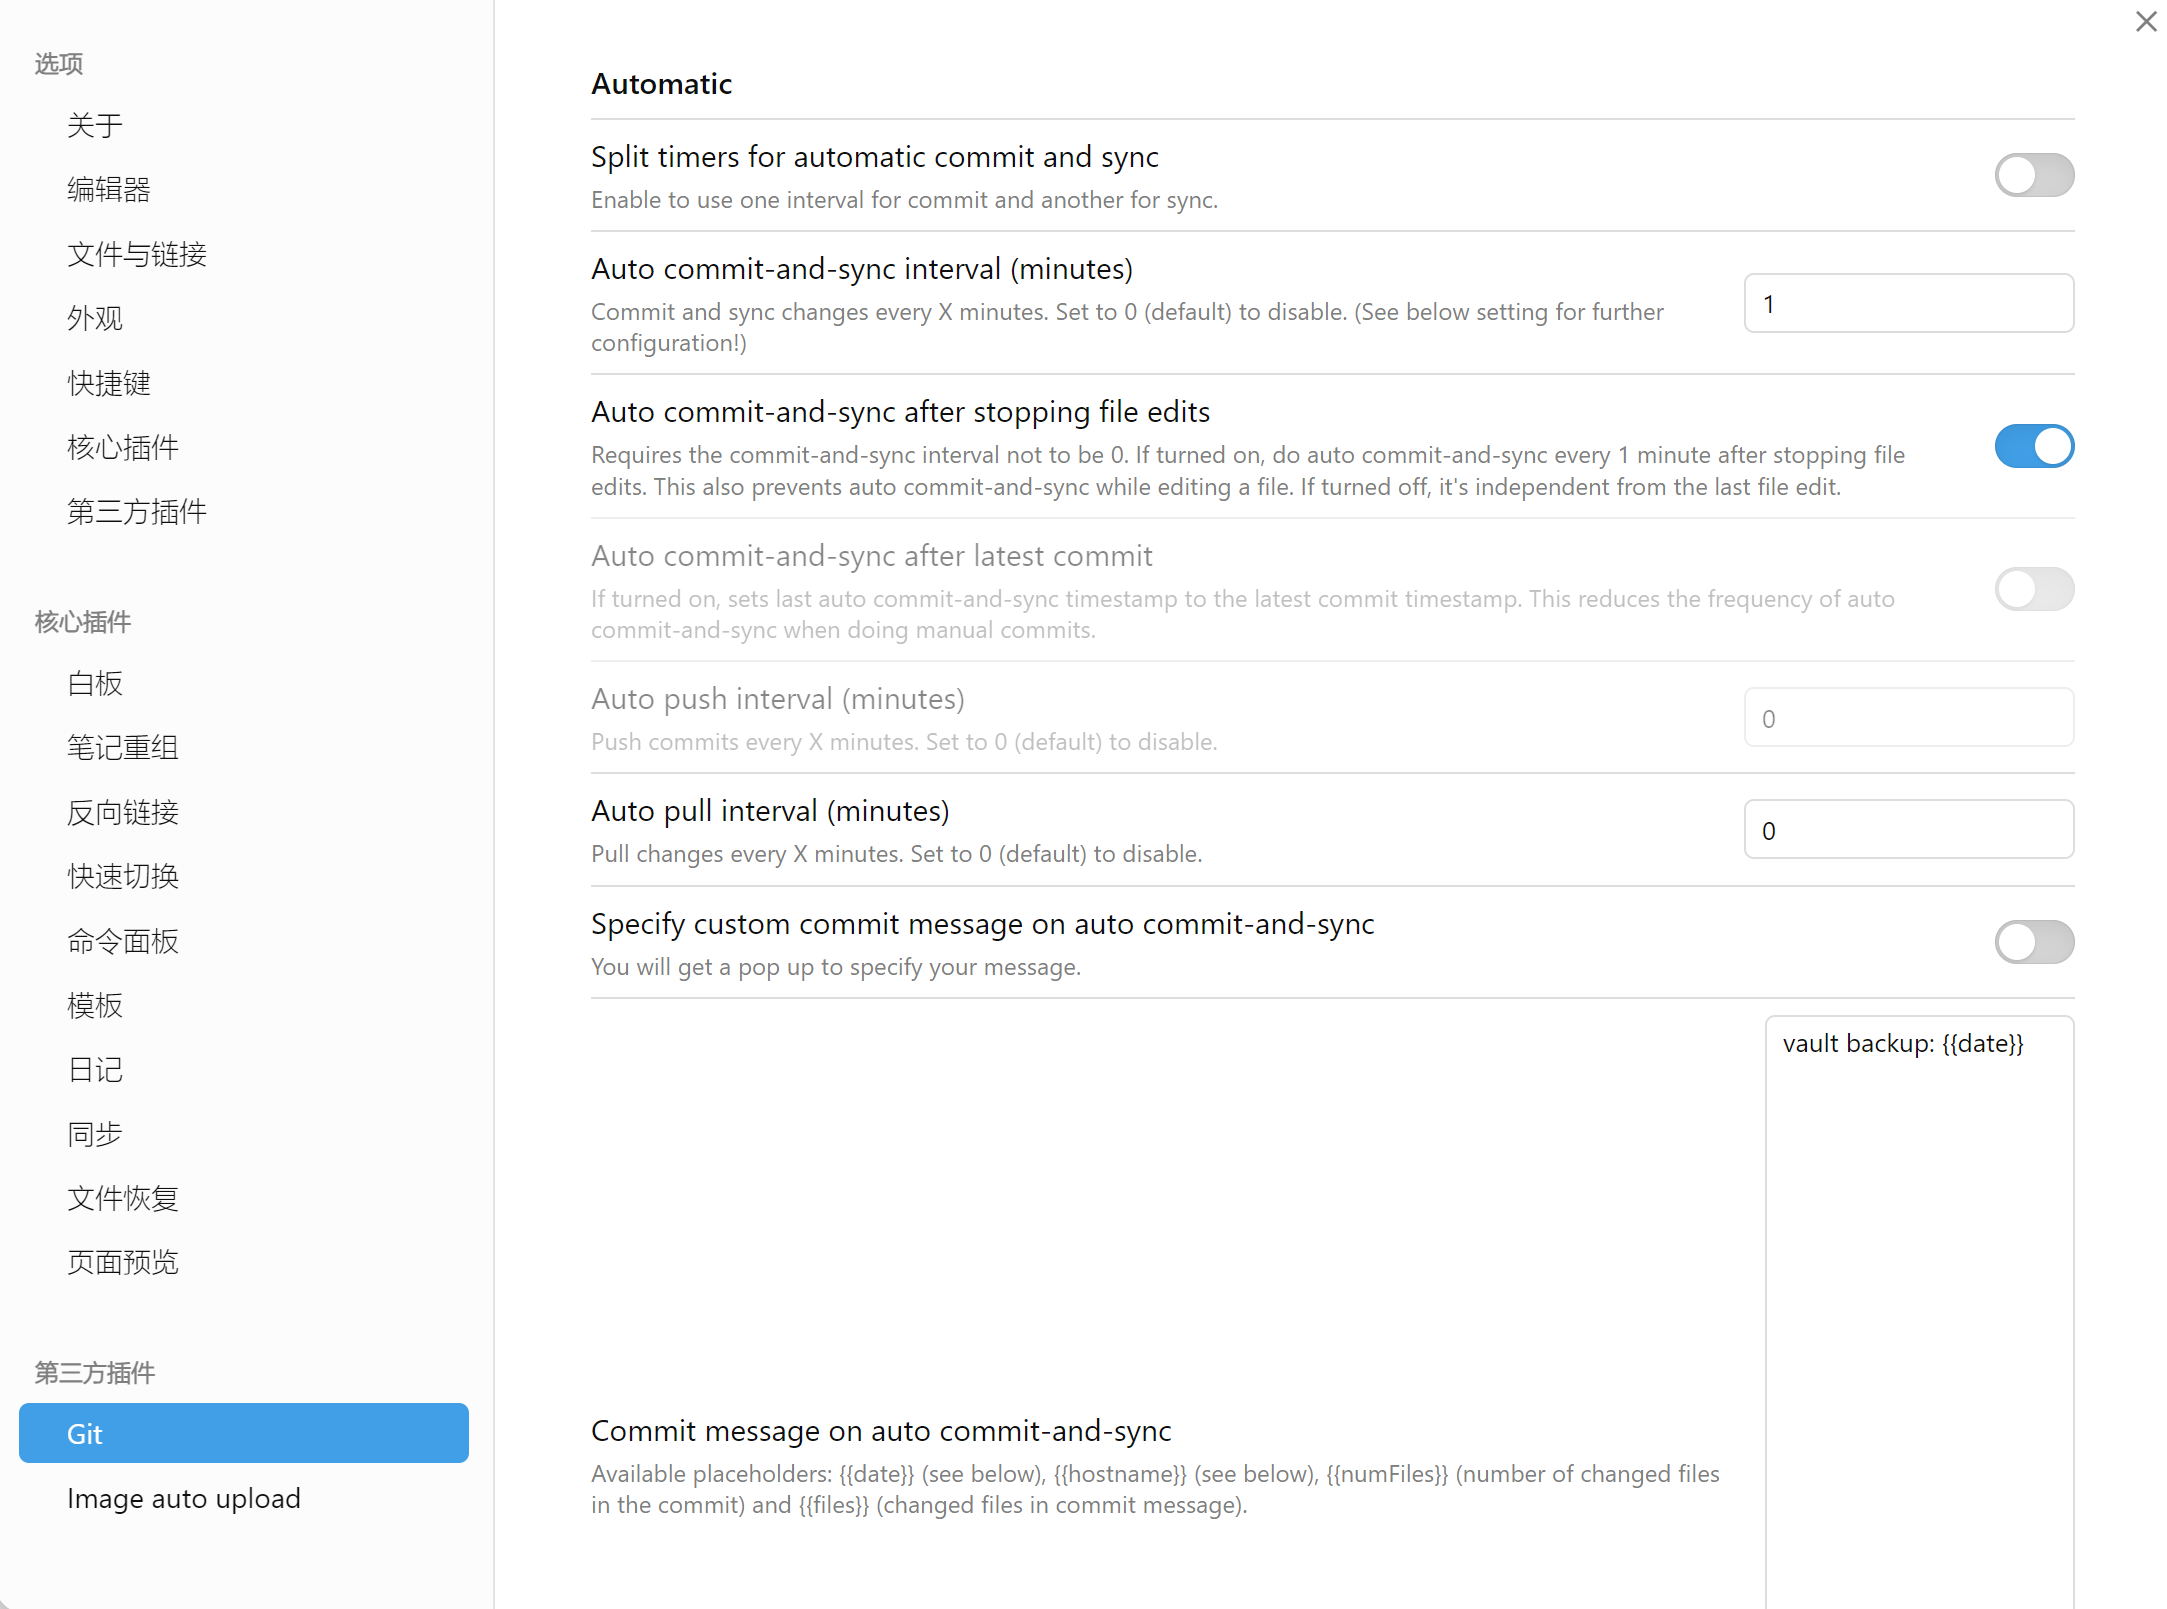 选项
关于
编辑器
文件与链接
外观
快捷键
核心插件
第三方插件
核心插件
白板
笔记重组
反向链接
快速切换
命令面板
模板
日记
同步
文件恢复
页面预览
第三方插件
Git
Image auto upload
Automatic
Split timers for automatic commit and sync
Enable to use one interval for commit and another for sync.
Auto commit-and-sync interval (minutes)
Commit and sync changes every X minutes. Set to 0 (default) to disable. (See below setting for further
configuration!)
1
Auto commit-and-sync after stopping file edits
Requires the commit-and-sync interval not to be 0. If turned on, do auto commit-and-sync every 1 minute after stopping file
edits. This also prevents auto commit-and-sync while editing a file. If turned off, it's independent from the last file edit.
Auto commit-and-sync after latest commit
If turned on, sets last auto commit-and-sync timestamp to the latest commit timestamp. This reduces the frequency of auto
commit-and-sync when doing manual commits.
Auto push interval (minutes)
Push commits every X minutes. Set to 0 (default) to disable.
0
Auto pull interval (minutes)
Pull changes every X minutes. Set to 0 (default) to disable.
0
Specify custom commit message on auto commit-and-sync
You will get a pop up to specify your message.
vault backup: {{date}}
Commit message on auto commit-and-sync
Available placeholders: {{date}} (see below), {{hostname}} (see below), {{numFiles}} (number of changed files
in the commit) and {{files}} (changed files in commit message).